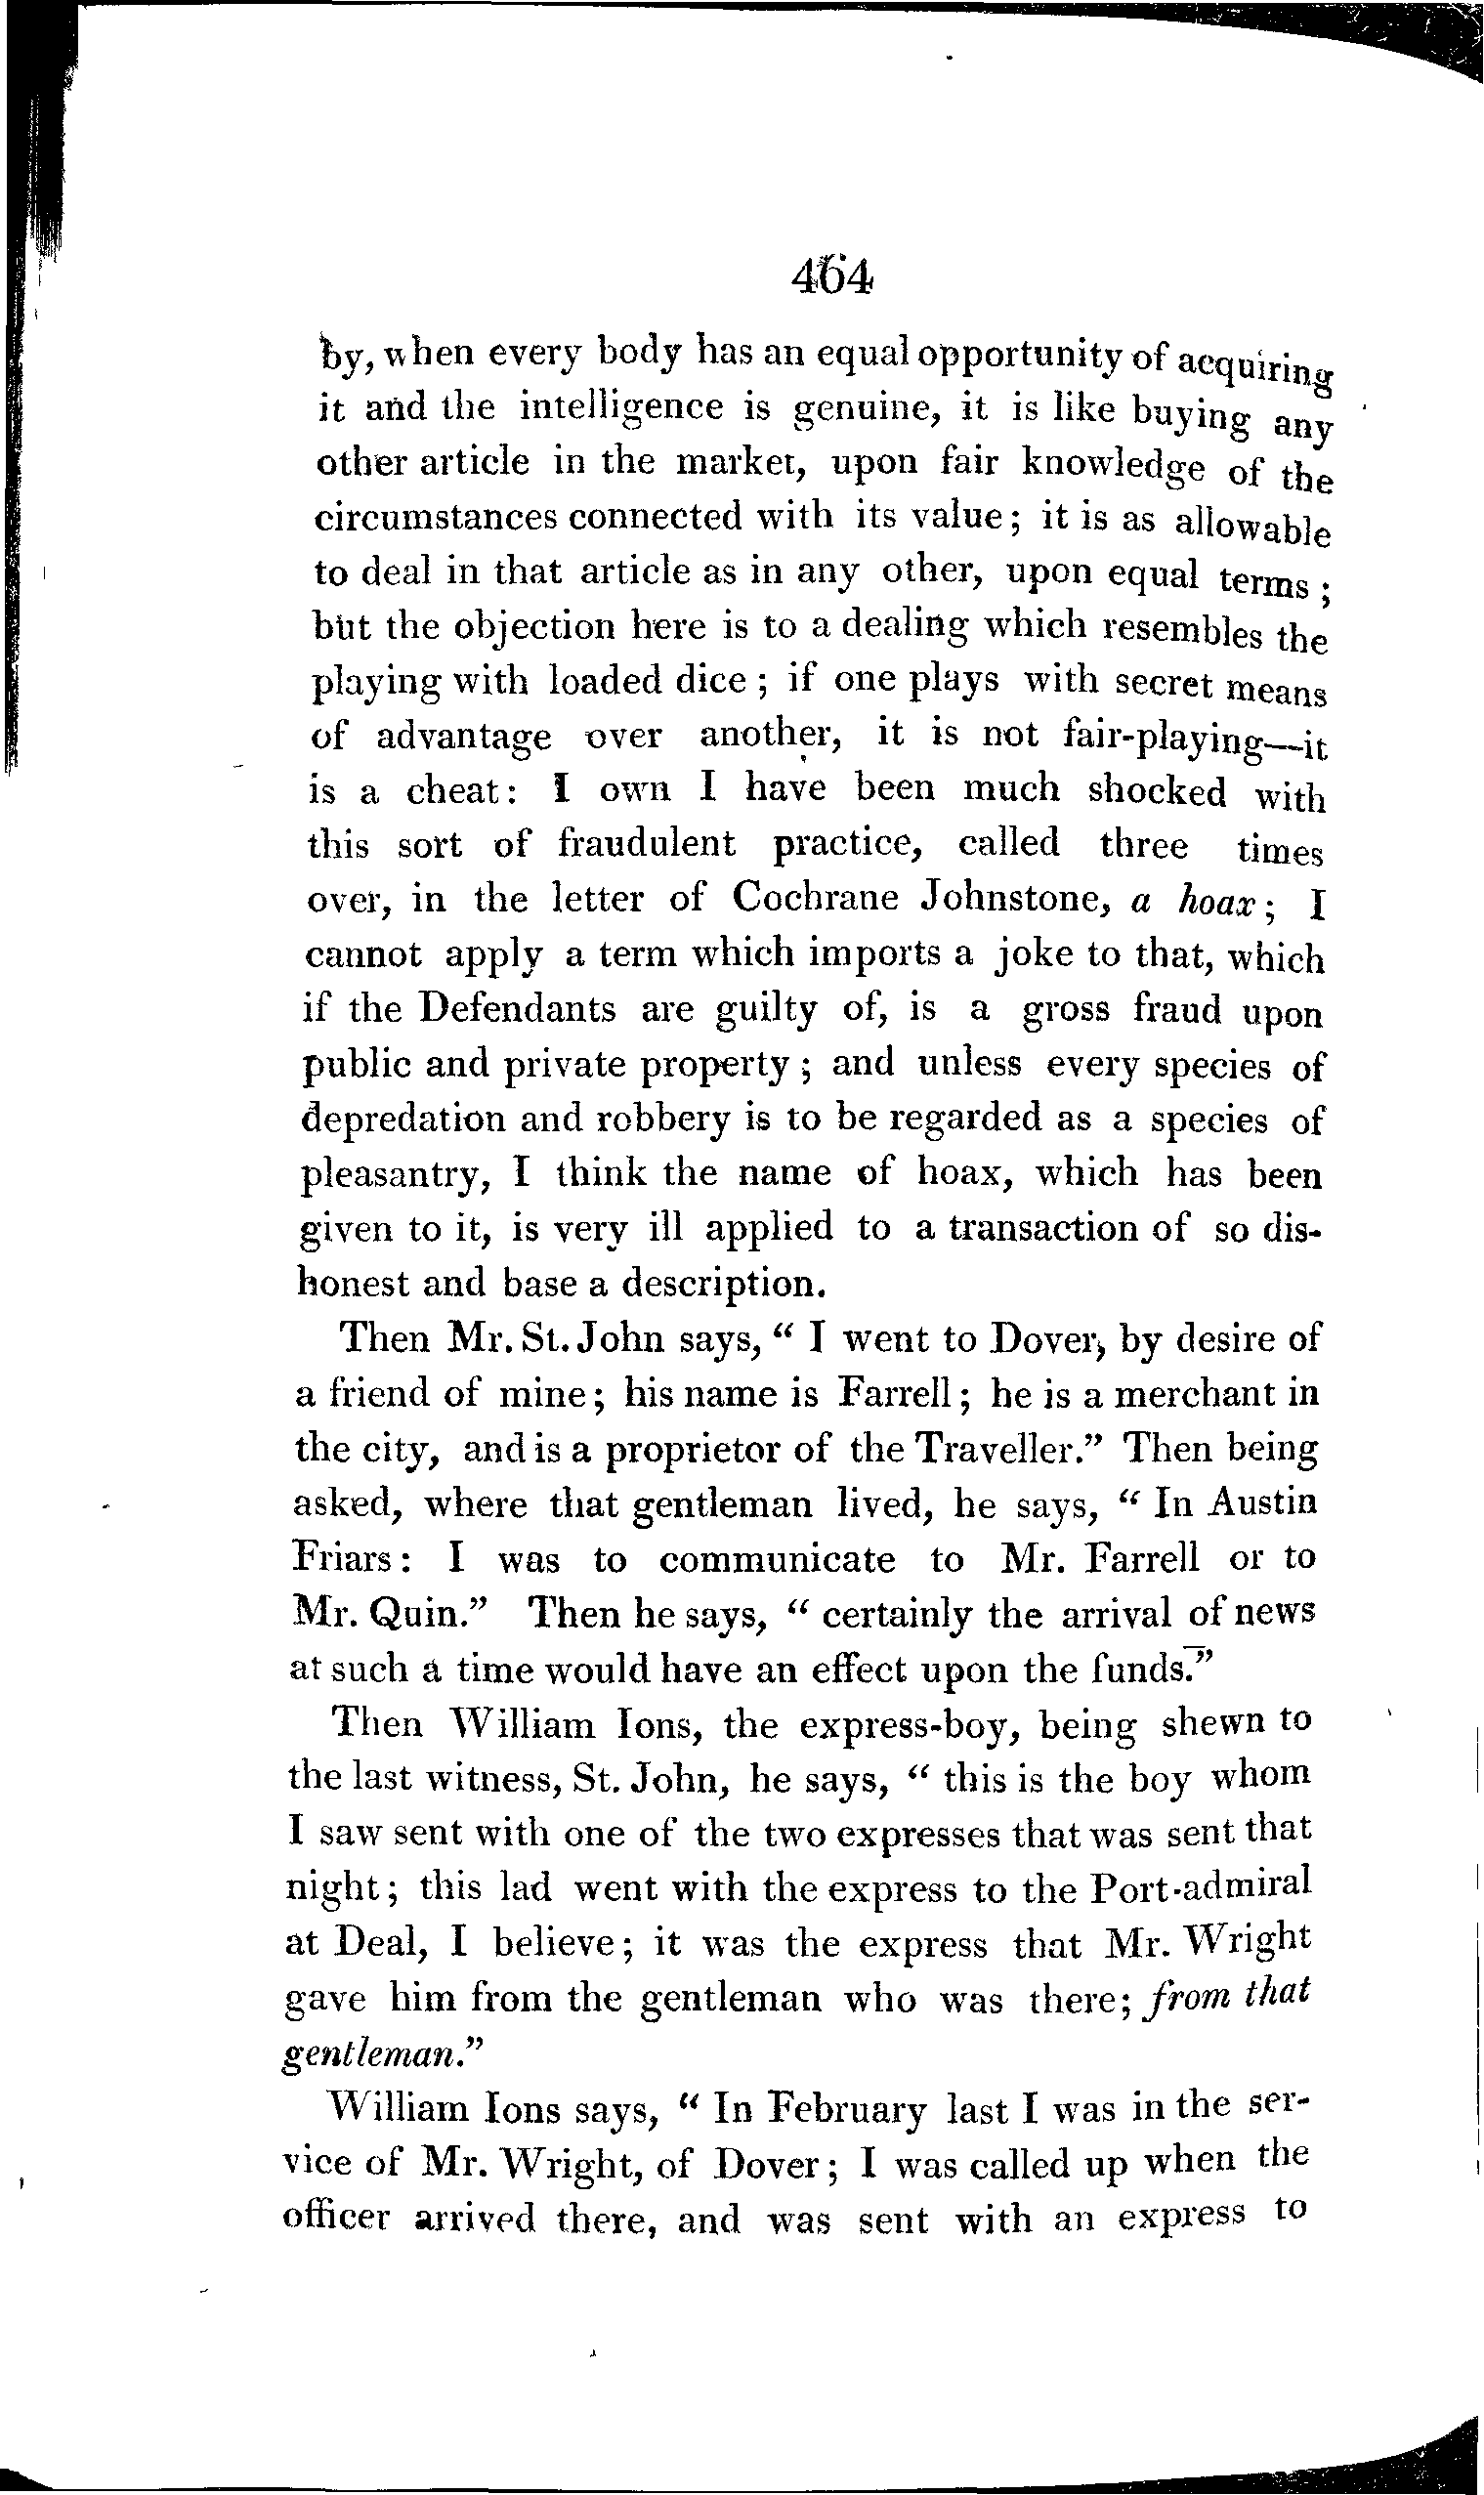 464
by, when every body has an equal opportunity of acquiring
it and the intelligence is genuine, it is like buying any
other article in the market, upon fair knowledge of the
circumstances connected with its value; it is as allowable
to deal in that article as in any other, upon equal terms;
but the objection here is to a dealing which resembles the
playing with loaded dice; if one plays with secret means
of advantage over another, it is not fair-playing—it
is a cheat: I own I have been much shocked with
this sort of fraudulent practice, called three times
over, in the letter of Cochrane Johnstone, a hoax; I
cannot apply a term which imports a joke to that, which
if the Defendants are guilty of, is a gross fraud upon
public and private property; and unless every species of
depredation and robbery is to be regarded as a species of
pleasantry, I think the name of hoax, which has been
given to it, is very ill applied to a transaction of so dis-
honest and base a description.
Then Mr. St. John says, “ I went to Dover, by desire of
a friend of mine; his name is Farrell; he is a merchant in
the city, and is a proprietor of the Traveller.” Then being
asked, where that gentleman lived, he says, “ In Austin
Friars: I was to communicate to Mr. Farrell or to
Mr. Quin.” Then he says, “ certainly the arrival of news
at such a time would have an effect upon the funds.”
Then William Ions, the express-boy, being shewn to
the last witness, St. John, he says, “ this is the boy whom
I saw sent with one of the two expresses that was sent that
night; this lad went with the express to the Port-admiral
at Deal, I believe; it was the express that Mr. Wright
gave him from the gentleman who was there; from that
gentleman.”
William Ions says, “ In February last I was in the ser-
vice of Mr. Wright, of Dover; I was called up when the
officer arrived there, and was sent with an express to